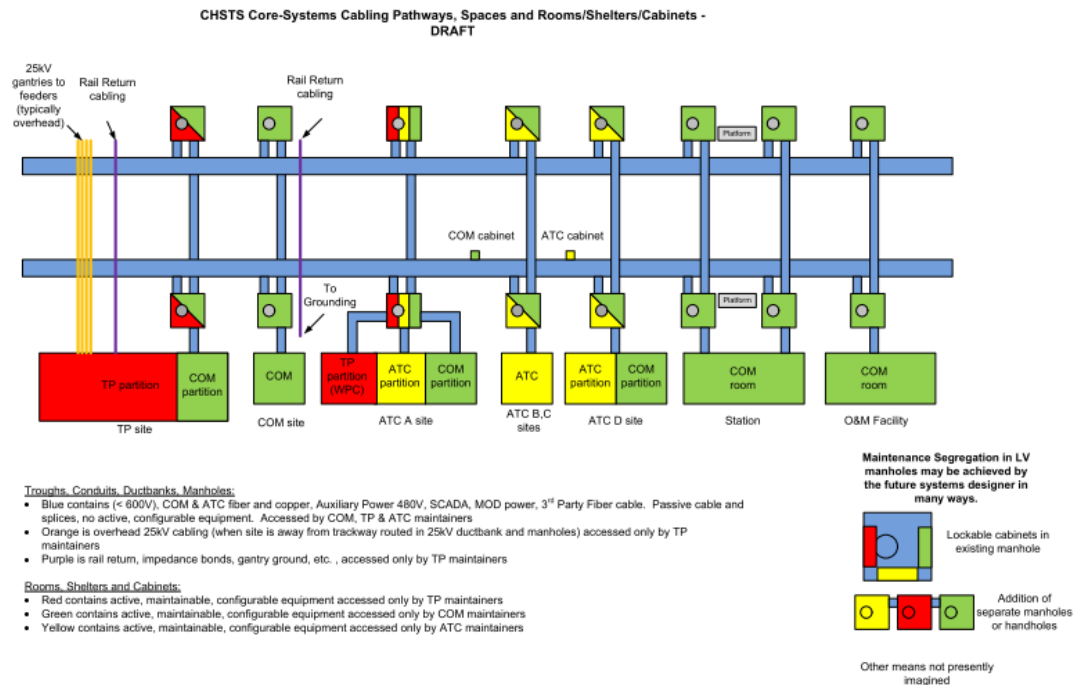 CHSTS Core-Systems Cabling Pathways, Spaces and Rooms/Shelters/Cabinets -
DRAFT
25kV
gantries to
feeders
(typically
overhead)
Rail Return
cabling
Rail Return
cabling
Platform
COM cabinet
ATC cabinet
To
Grounding
Platform
TP partition
COM
partition
TP site
COM
COM site
TP
partition
(WPC)
ATC
partition
COM
partition
ATC A site
ATC
ATC B,C
sites
ATC
partition
COM
partition
ATC D site
COM
room
Station
COM
room
O&M Facility
Troughs, Conduits, Ductbanks, Manholes:
• Blue contains (< 600V), COM & ATC fiber and copper, Auxiliary Power 480V, SCADA, MOD power, 3rd Party Fiber cable. Passive cable and
splices, no active, configurable equipment. Accessed by COM, TP & ATC maintainers
• Orange is overhead 25kV cabling (when site is away from trackway routed in 25kV ductbank and manholes) accessed only by TP
maintainers
• Purple is rail return, impedance bonds, gantry ground, etc. , accessed only by TP maintainers
Rooms, Shelters and Cabinets:
• Red contains active, maintainable, configurable equipment accessed only by TP maintainers
• Green contains active, maintainable, configurable equipment accessed only by COM maintainers
• Yellow contains active, maintainable, configurable equipment accessed only by ATC maintainers
Maintenance Segregation in LV
manholes may be achieved by
the future systems designer in
many ways.
Lockable cabinets in
existing manhole
Addition of
separate manholes
or handholes
Other means not presently
imagined